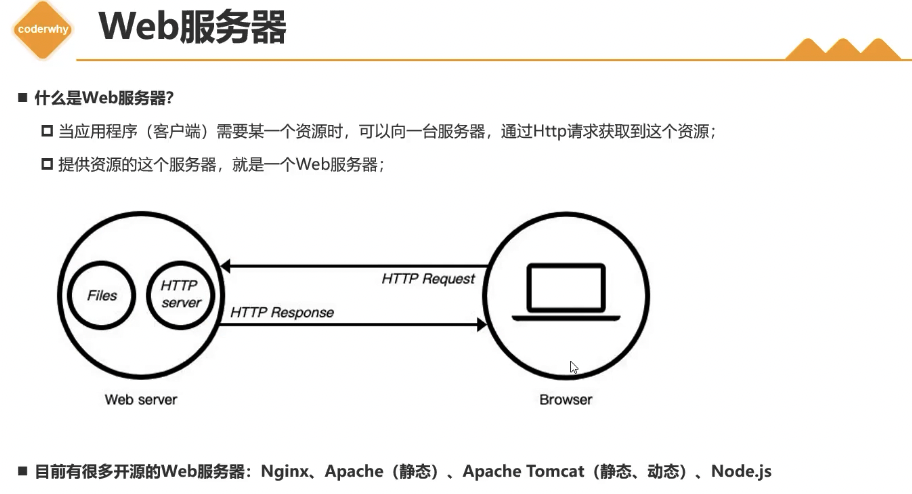 coderwhy
Web服务器
什么是Web服务器?
当应用程序（客户端）需要某一个资源时，可以向一台服务器，通过Http请求获取到这个资源；
提供资源的这个服务器，就是一个Web服务器；
Files
HTTP
server
HTTP Request
HTTP Response
Web server
Browser
目前有很多开源的Web服务器：Nginx、Apache（静态）、Apache Tomcat（静态、动态）、Node.js